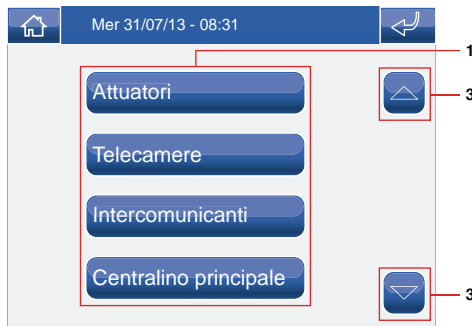 Mer 31/07/13 - 08:31
1
Attuatori
3
Telecamere
Intercomunicanti
Centralino principale
3